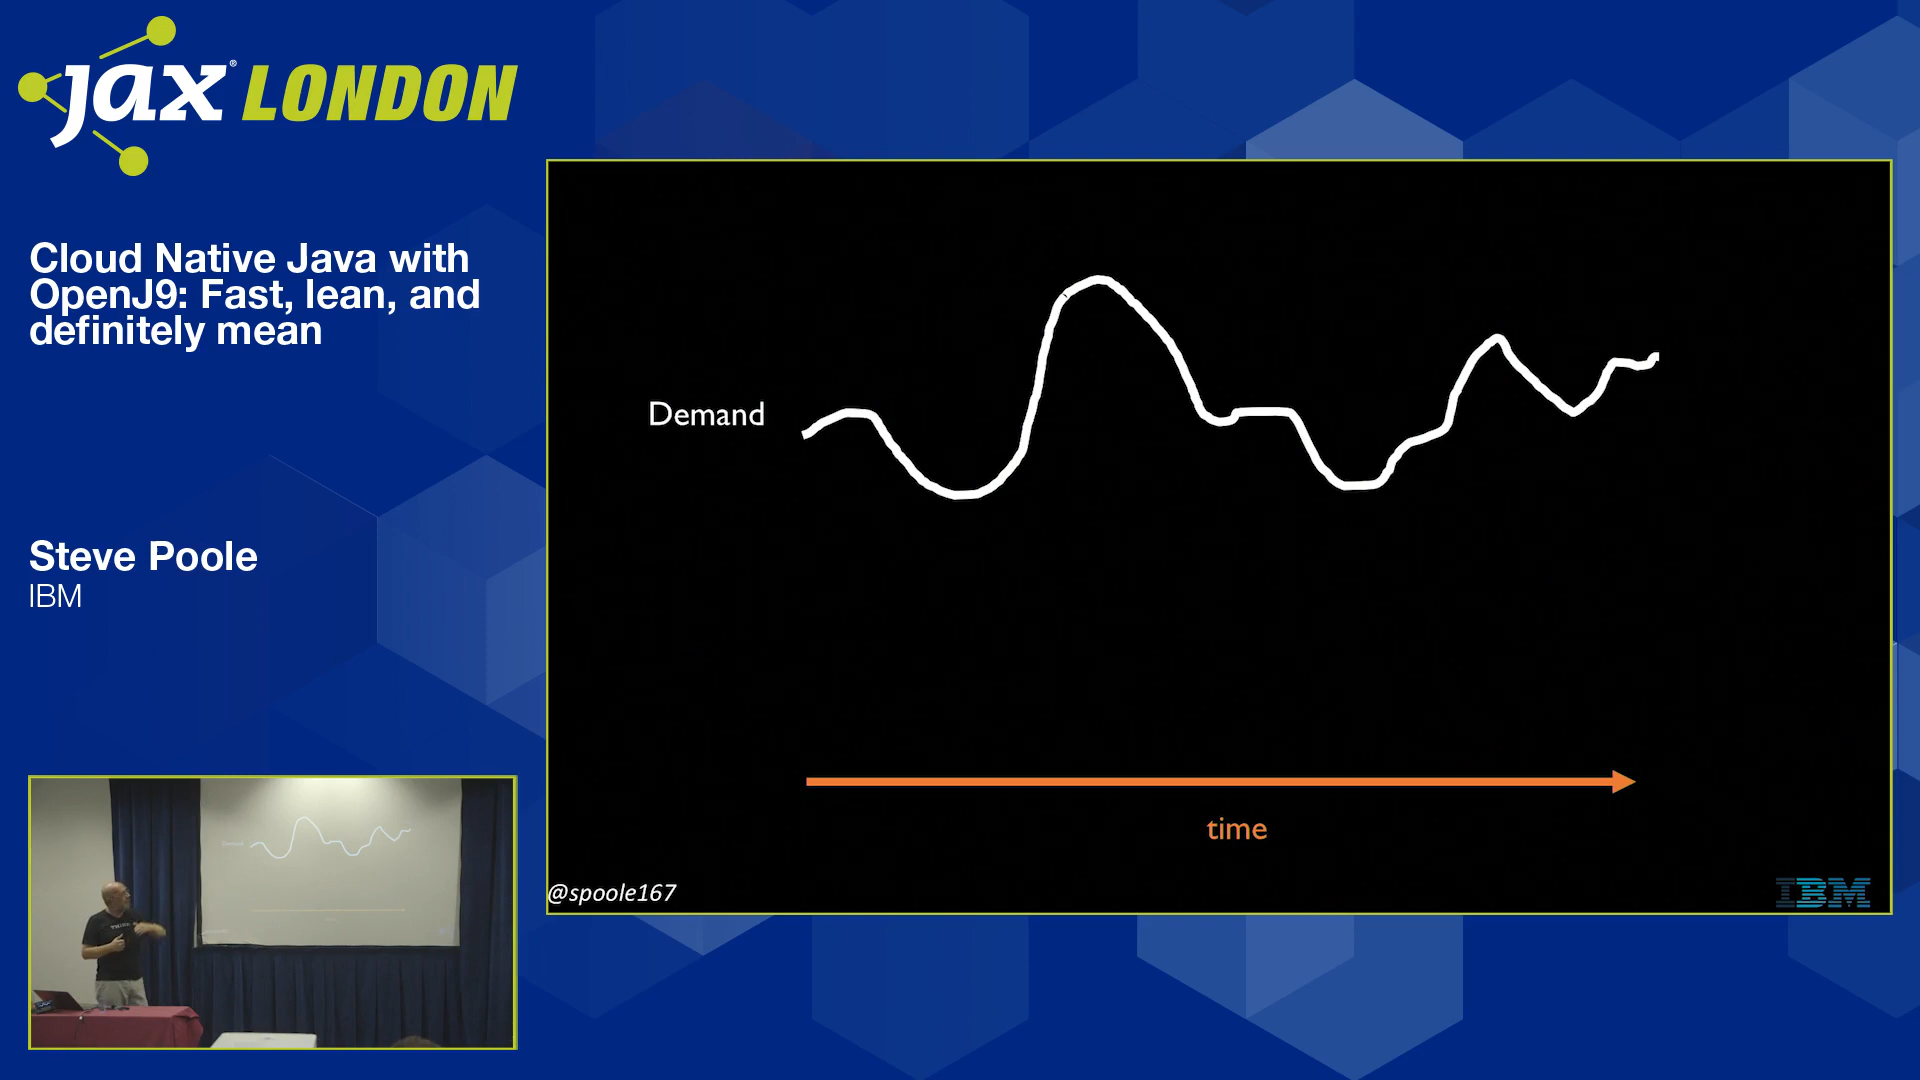 jax® LONDON
Cloud Native Java with
OpenJ9: Fast, lean, and
definitely mean
Steve Poole
IBM
Demand
time
@spoole167
IBM